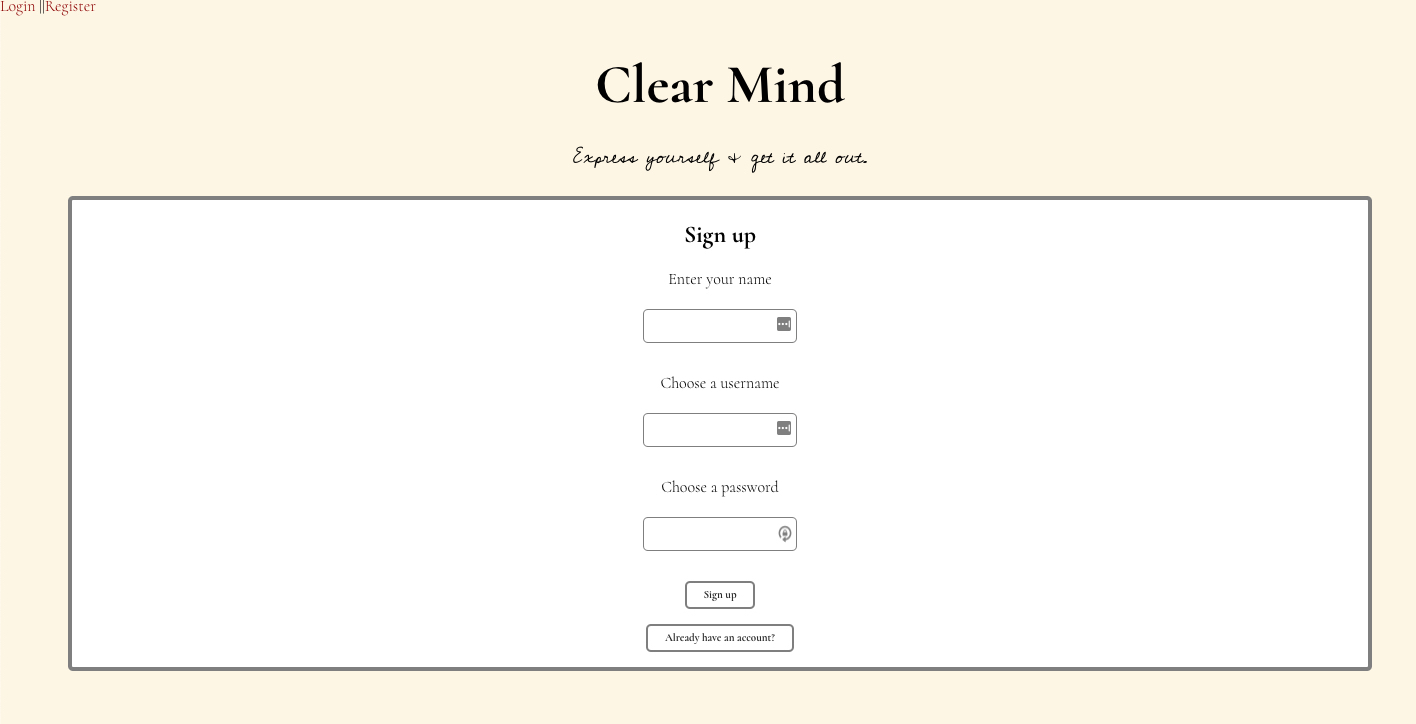 Login ||Register
Clear Mind
Express yourself & get it all out.
Sign up
Enter your name
Choose a username
Choose a password
Sign up
Already have an account?